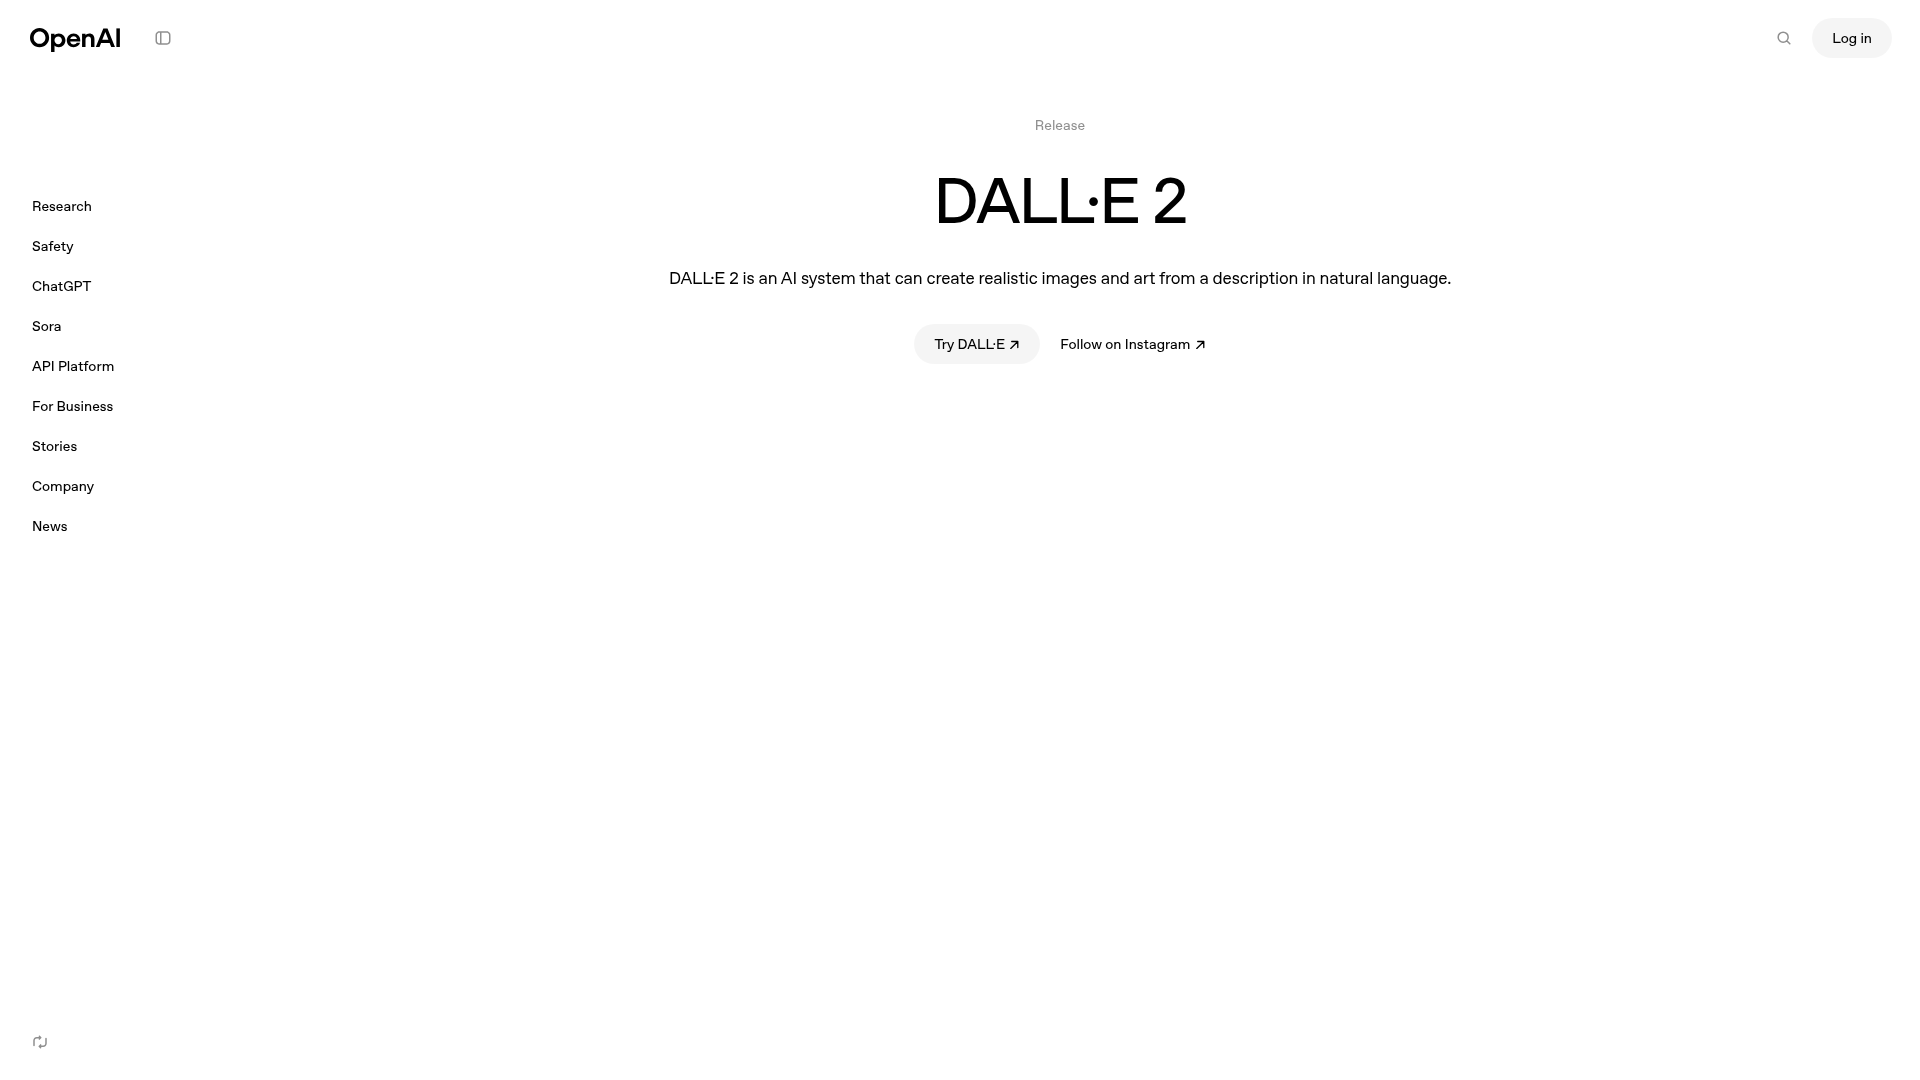 OpenAI
Log in
Release
DALL·E 2
DALL·E 2 is an AI system that can create realistic images and art from a description in natural language.
Try DALL·E ↗
Follow on Instagram ↗
Research
Safety
ChatGPT
Sora
API Platform
For Business
Stories
Company
News